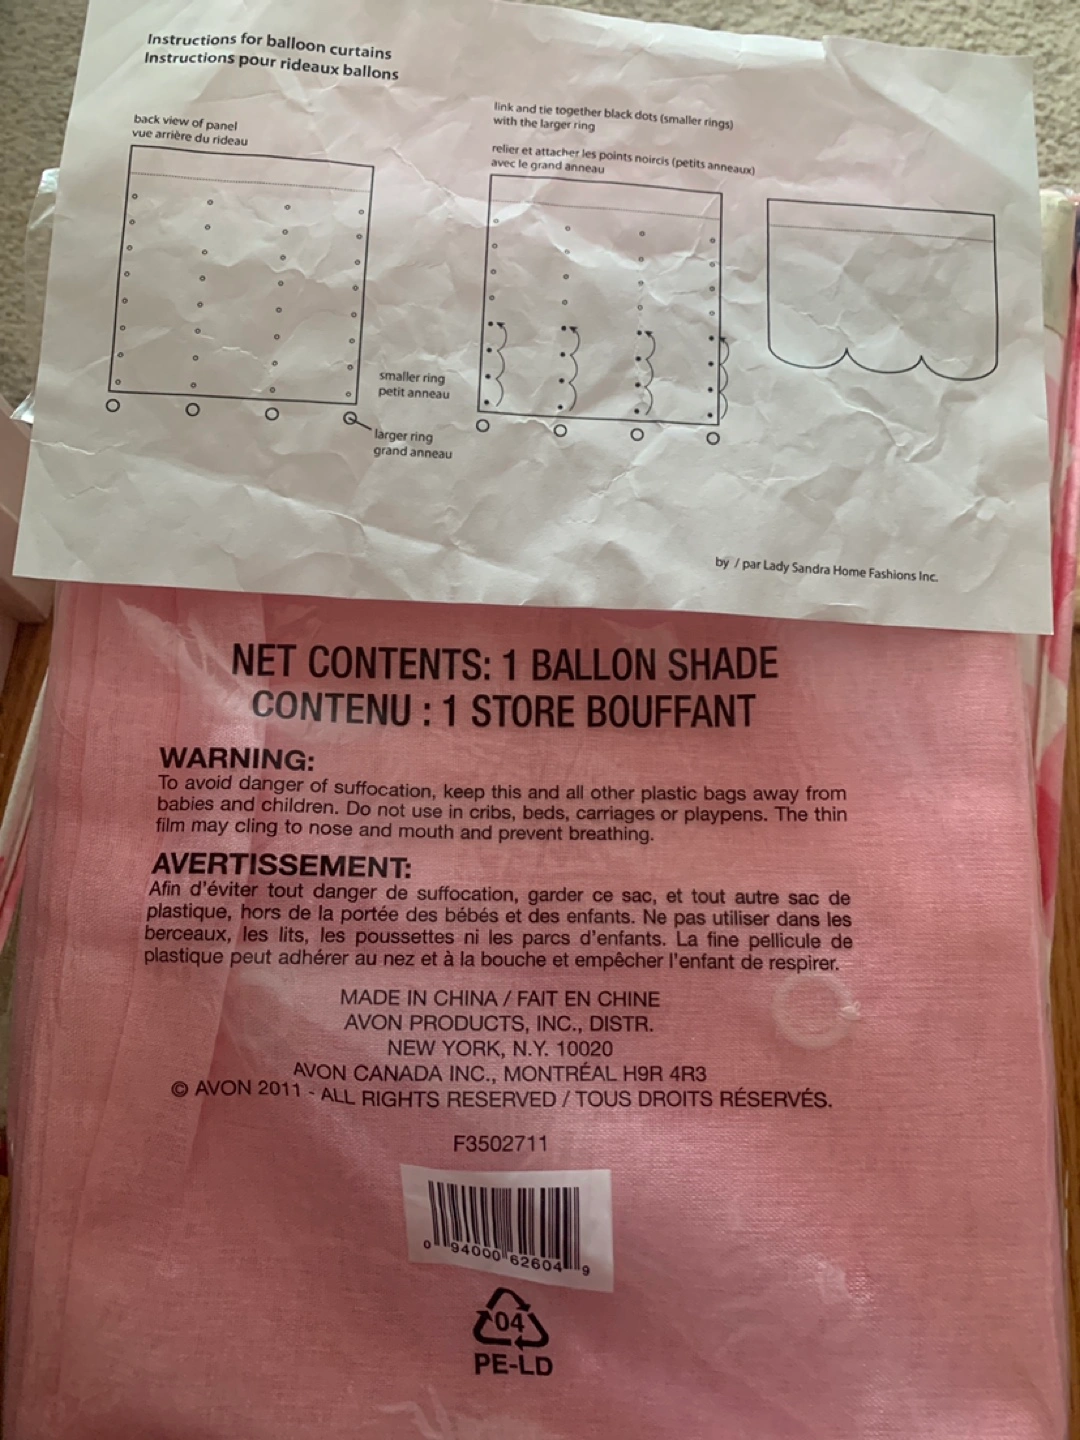 Instructions for balloon curtains
Instructions pour rideaux ballons
back view of panel
vue arrière du rideau
link and tie together black dots (smaller rings)
with the larger ring
relier et attacher les points noircis (petits anneaux)
avec le grand anneau
smaller ring
petit anneau
larger ring
grand anneau
by / par Lady Sandra Home Fashions Inc.
NET CONTENTS: 1 BALLON SHADE
CONTENU : 1 STORE BOUFFANT
WARNING:
To avoid danger of suffocation, keep this and all other plastic bags away from
babies and children. Do not use in cribs, beds, carriages or playpens. The thin
film may cling to nose and mouth and prevent breathing.
AVERTISSEMENT:
Afin d'éviter tout danger de suffocation, garder ce sac, et tout autre sac de
plastique, hors de la portée des bébés et des enfants. Ne pas utiliser dans les
berceaux, les lits, les poussettes ni les parcs d'enfants. La fine pellicule de
plastique peut adhérer au nez et à la bouche et empêcher l'enfant de respirer.
MADE IN CHINA / FAIT EN CHINE
AVON PRODUCTS, INC., DISTR.
NEW YORK, N.Y. 10020
AVON CANADA INC., MONTRÉAL H9R 4R3
© AVON 2011 - ALL RIGHTS RESERVED / TOUS DROITS RÉSERVÉS.
F3502711
0 94000 62604 9
04
PE-LD